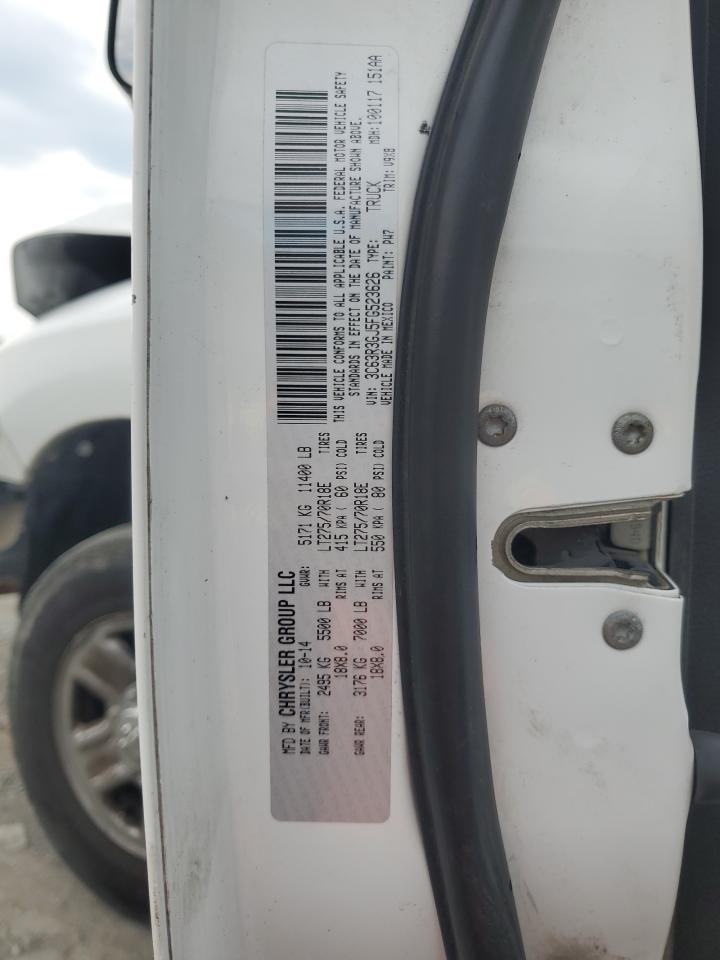 MFD BY CHRYSLER GROUP LLC
DATE OF MFR(BUILT): 10-14 GVWR: 5171 KG 11400 LB
GAWR FRONT: 2495 KG 5500 LB WITH LT275/70R18E TIRES
18X8.0 RIMS AT 415 KPA ( 60 PSI) COLD
GAWR REAR: 3176 KG 7000 LB WITH LT275/70R18E TIRES
18X8.0 RIMS AT 550 KPA ( 80 PSI) COLD
THIS VEHICLE CONFORMS TO ALL APPLICABLE U.S.A. FEDERAL MOTOR VEHICLE SAFETY
STANDARDS IN EFFECT ON THE DATE OF MANUFACTURE SHOWN ABOVE.
VIN: 3C63R3GJ5FG523626 TYPE: TRUCK MDH:100117 151AA
VEHICLE MADE IN MEXICO PAINT: PW7 TRIM: V9X8